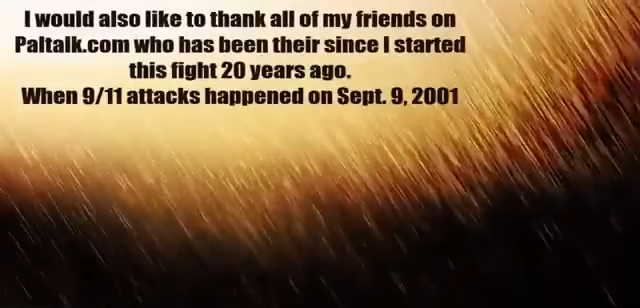 I would also like to thank all of my friends on
Paltalk.com who has been their since I started
this fight 20 years ago.
When 9/11 attacks happened on Sept. 9, 2001